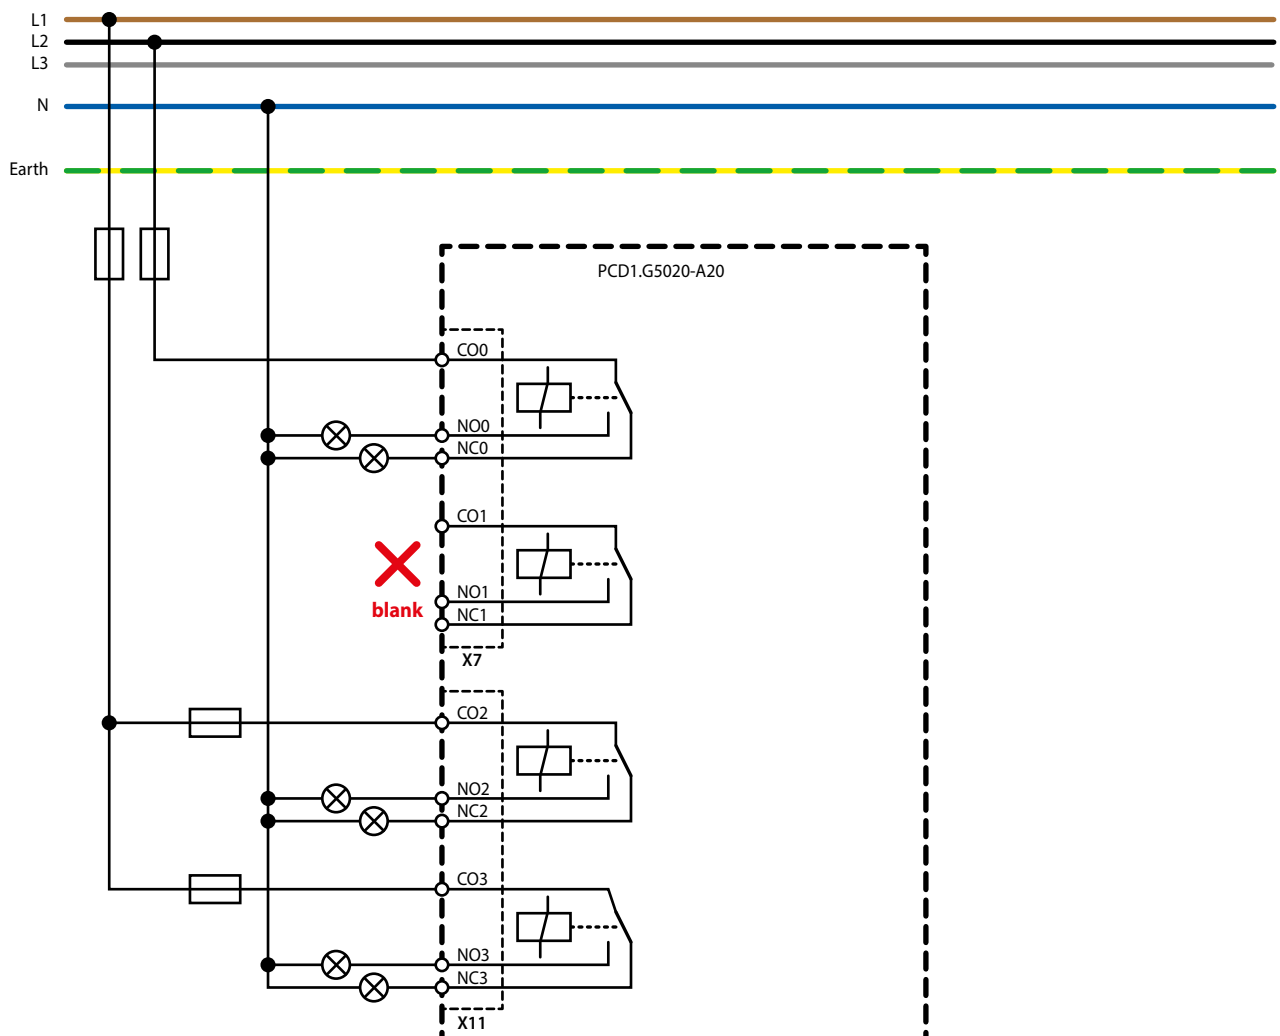 L1
L2
L3
N
Earth
PCD1.G5020-A20
CO0
NO0
NC0
CO1
NO1
blank
NC1
X7
CO2
NO2
NC2
CO3
NO3
NC3
X11